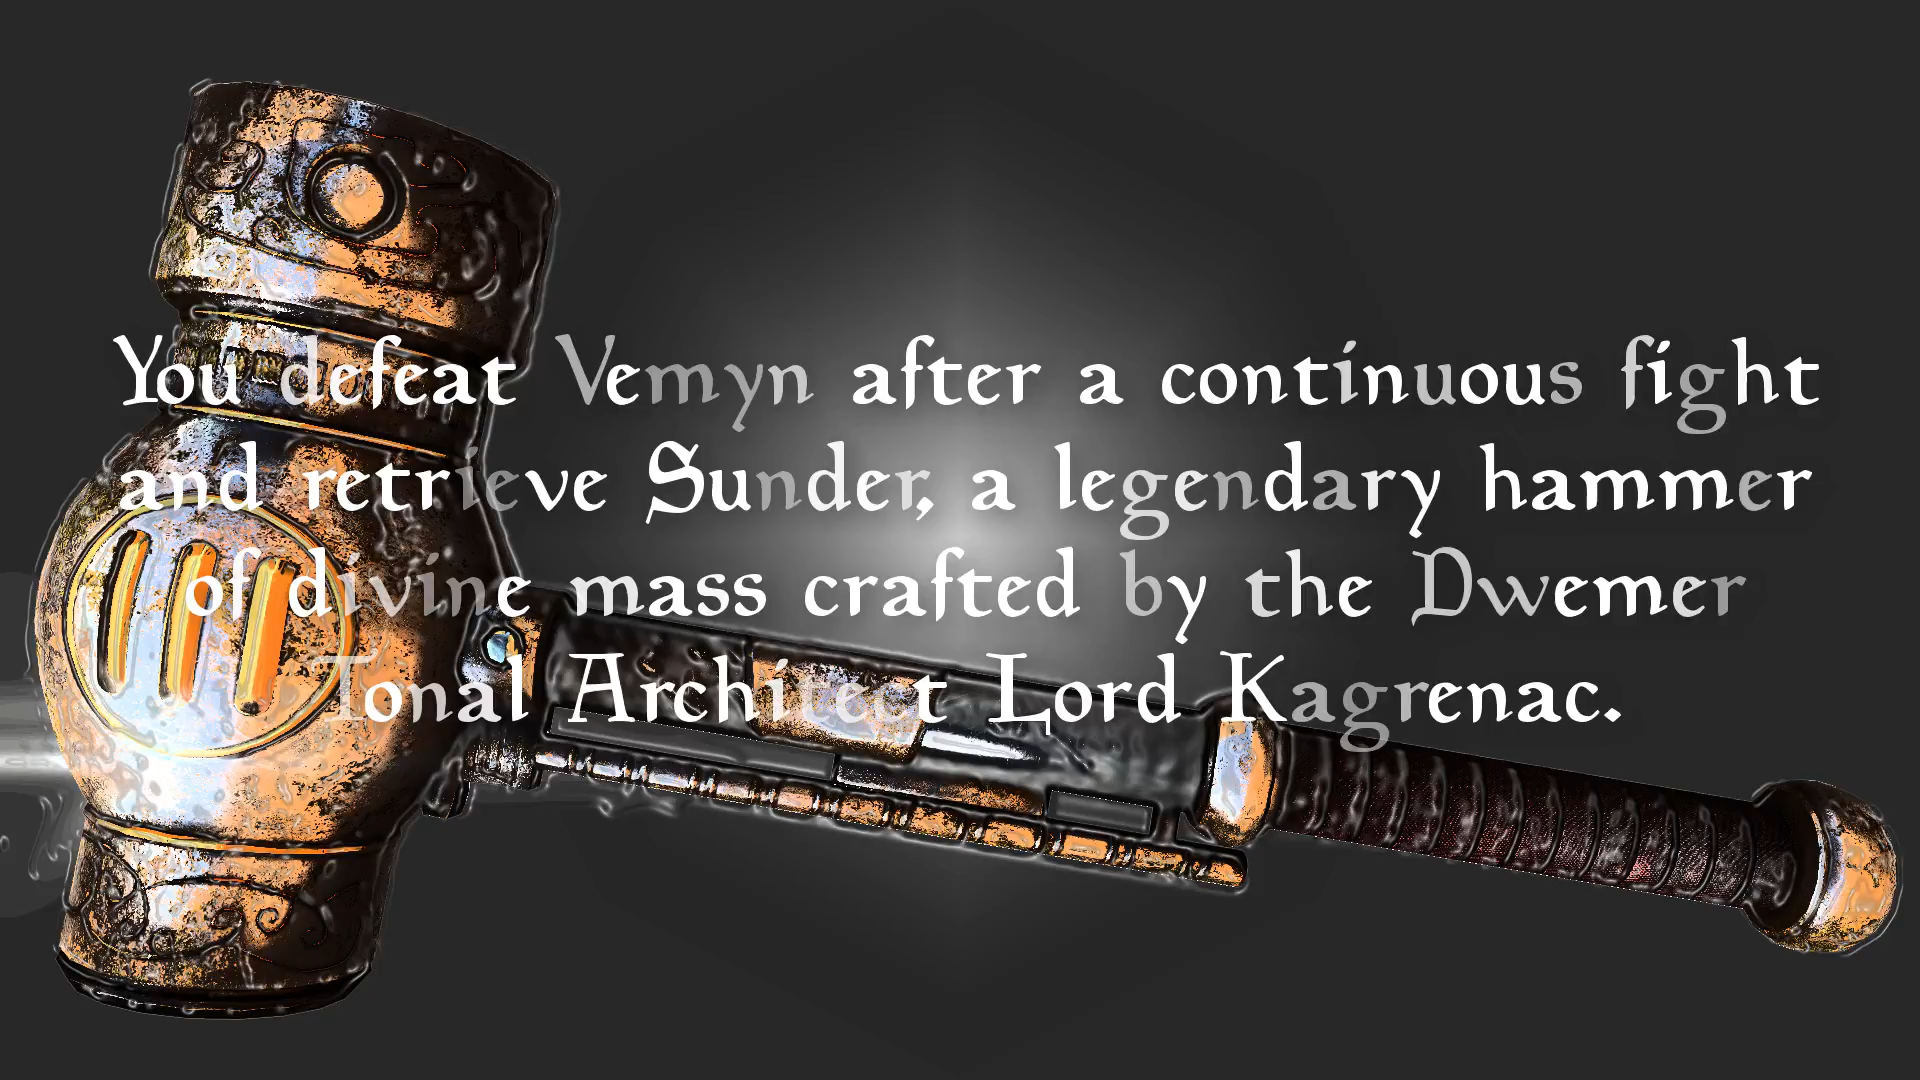 You defeat Vemyn after a continuous fight
and retrieve Sunder, a legendary hammer
of divine mass crafted by the Dwemer
Tonal Architect Lord Kagrenac.